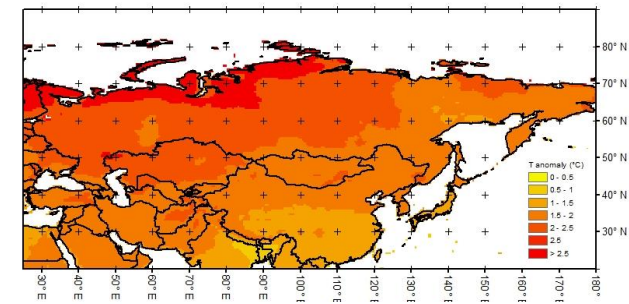 80° N
70° N
60° N
50° N
40° N
30° N
T anomaly (°C)
0 - 0.5
0.5 - 1
1 - 1.5
1.5 - 2
2 - 2.5
2.5
> 2.5
30° E
40° E
50° E
60° E
70° E
80° E
90° E
100° E
110° E
120° E
130° E
140° E
150° E
160° E
170° E
180° E